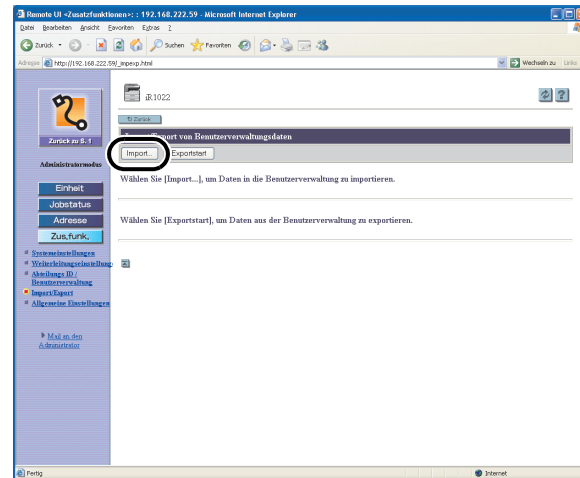 Remote UI <Zusatzfunktionen>: : 192.168.222.59 - Microsoft Internet Explorer
Datei Bearbeiten Ansicht Favoriten Extras ?
Zurück Suchen Favoriten
Adresse http://192.168.222.59/_impexp.html Wechseln zu Links
iR1022
Zurück
Zurück zu S. 1
Import/Export von Benutzerverwaltungsdaten
Import... Exportstart
Administratormodus
Wählen Sie [Import...], um Daten in die Benutzerverwaltung zu importieren.
Einheit
Jobstatus
Adresse
Wählen Sie [Exportstart], um Daten aus der Benutzerverwaltung zu exportieren.
Zus.funk.
Systemeinstellungen
Weiterleitungseinstellung
Abteilungs ID /
Benutzerverwaltung
Import/Export
Allgemeine Einstellungen
Mail an den
Administrator
Fertig Internet